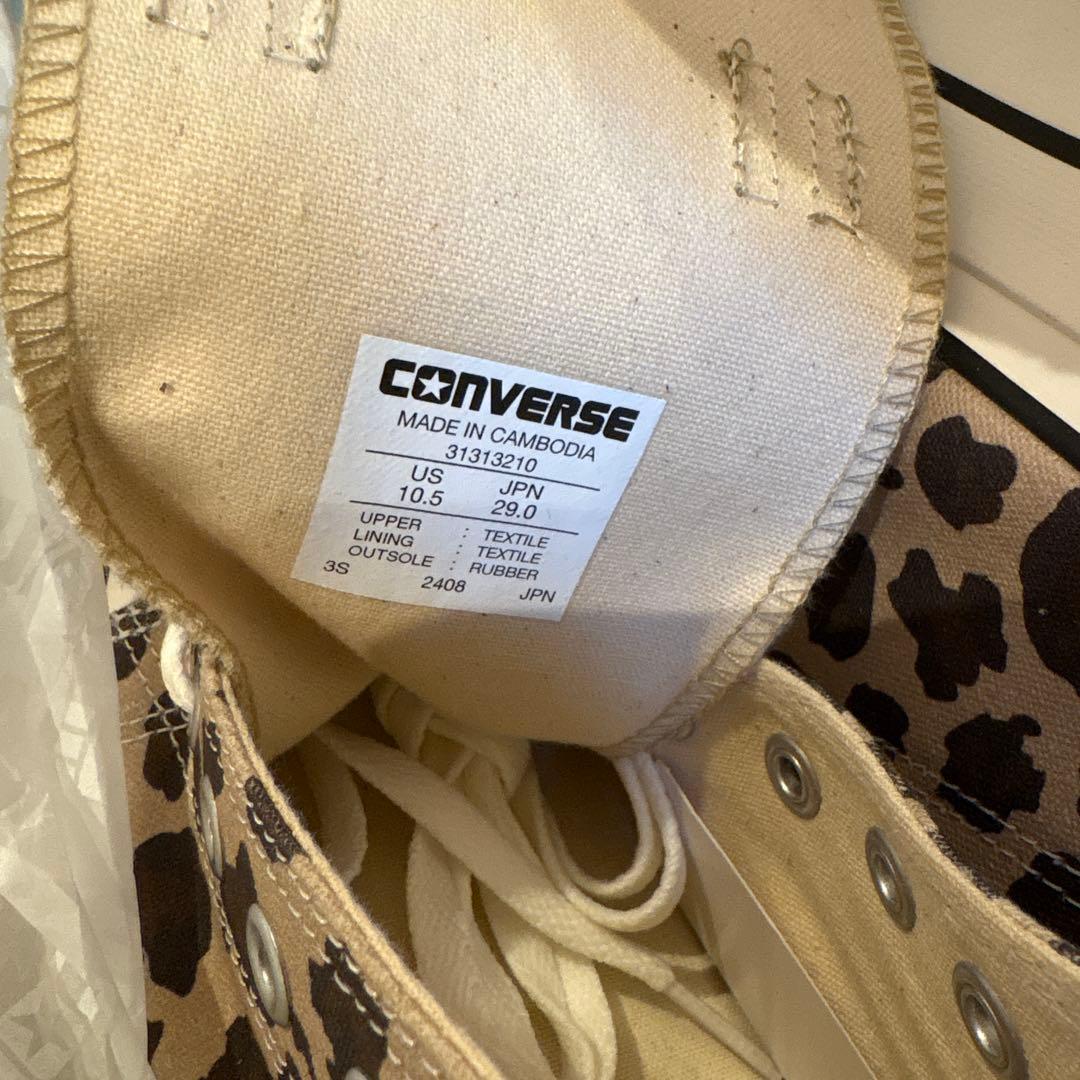 CONVERSE
MADE IN CAMBODIA
31313210
US JPN
10.5 29.0
UPPER : TEXTILE
LINING : TEXTILE
OUTSOLE : RUBBER
3S 2408 JPN